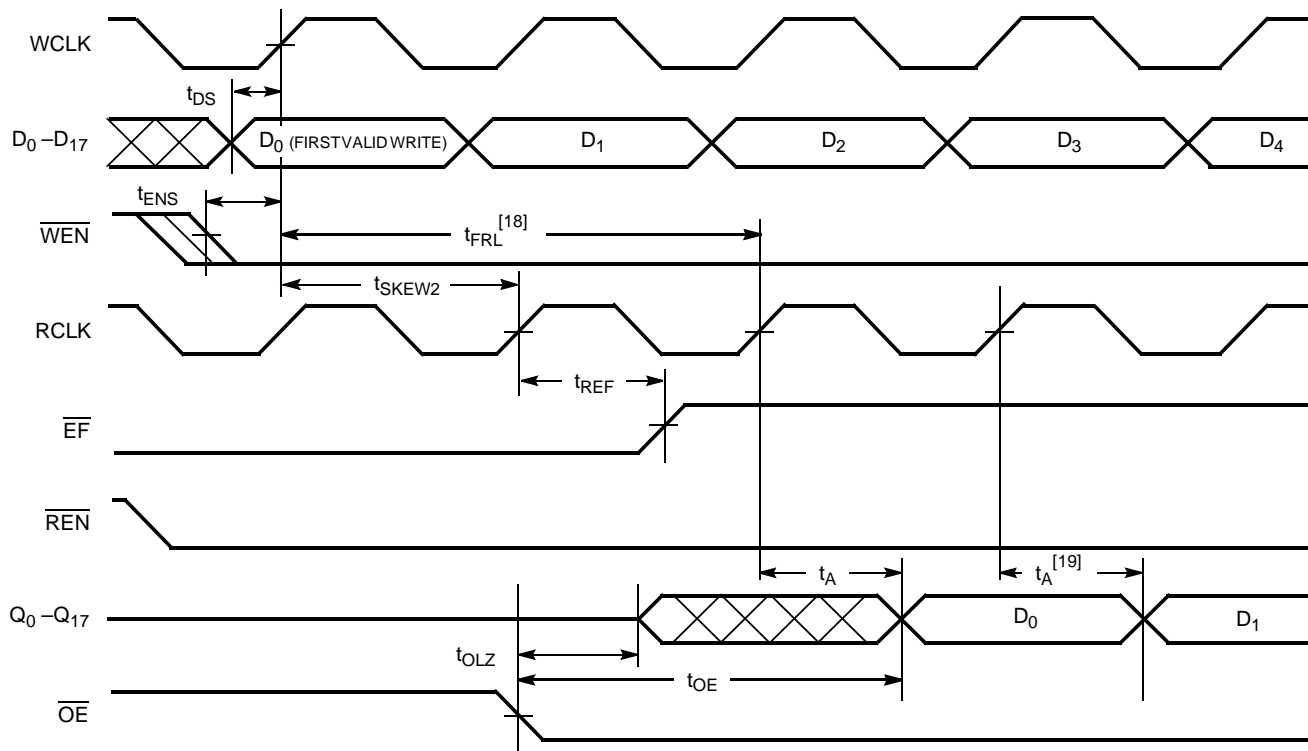 WCLK
tDS
D0 –D17
D0 (FIRSTVALID WRITE)
D1
D2
D3
D4
tENS
WEN
tFRL[18]
tSKEW2
RCLK
tREF
EF
REN
tA
tA[19]
Q0 –Q17
D0
D1
tOLZ
tOE
OE